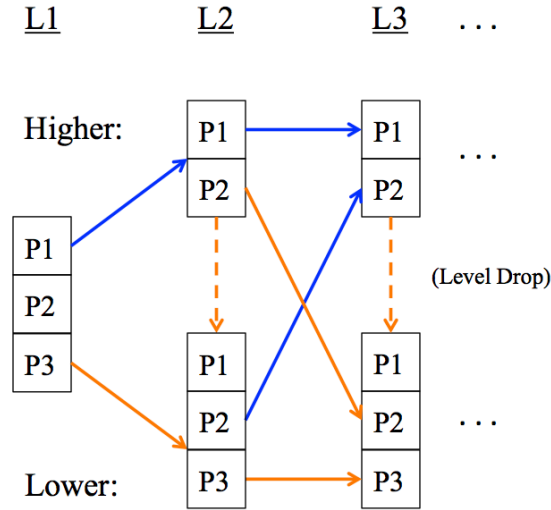 L1 L2 L3 . . .
Higher:
P1
P2
P3
P1
P2
P1
P2
P3
P1
P2
. . .
(Level Drop)
P1
P2
P3
. . .
Lower: